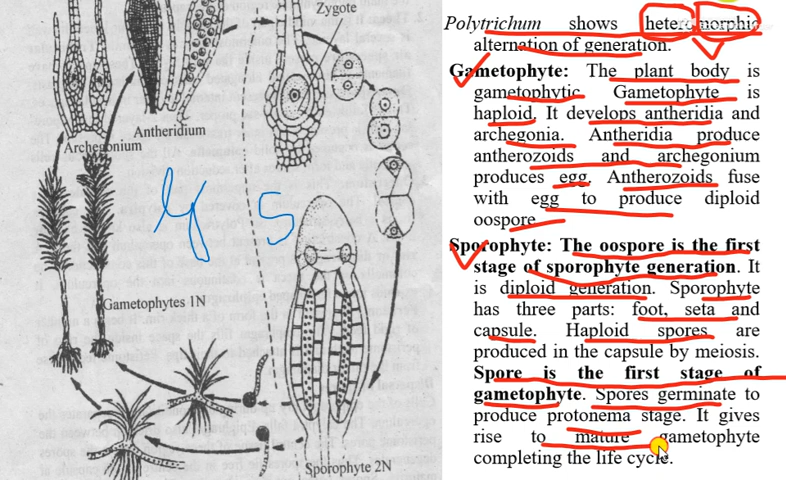 Zygote
Antheridium
Archegonium
G S
Gametophytes 1N
Sporophyte 2N
Polytrichum shows heteromorphic
alternation of generation.
Gametophyte: The plant body is
gametophytic. Gametophyte is
haploid. It develops antheridia and
archegonia. Antheridia produce
antherozoids and archegonium
produces egg. Antherozoids fuse
with egg to produce diploid
oospore
Sporophyte: The oospore is the first
stage of sporophyte generation. It
is diploid generation. Sporophyte
has three parts: foot, seta and
capsule. Haploid spores are
produced in the capsule by meiosis.
Spore is the first stage of
gametophyte. Spores germinate to
produce protonema stage. It gives
rise to mature gametophyte
completing the life cycle.